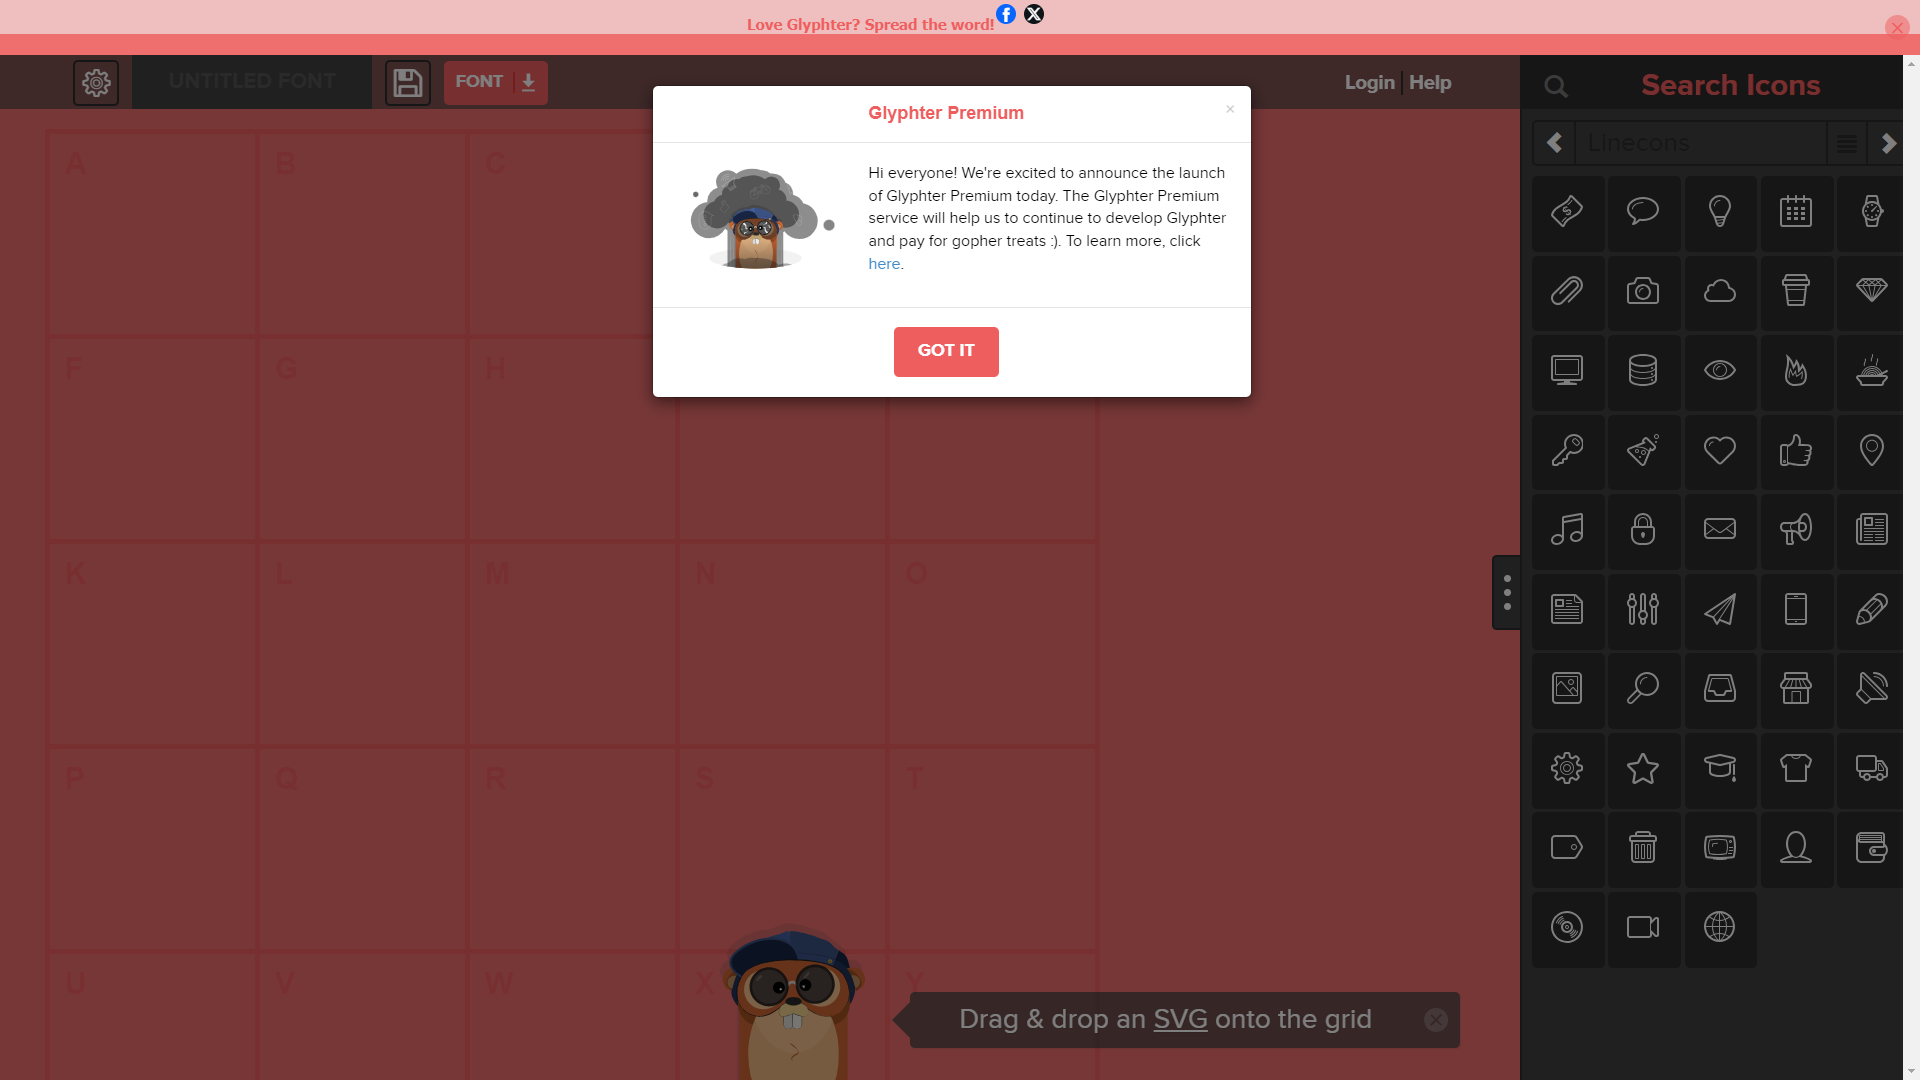 Love Glyphter? Spread the word!
UNTITLED FONT
FONT
Login
Help
Search Icons
Linecons
Glyphter Premium
×
Hi everyone! We're excited to announce the launch
of Glyphter Premium today. The Glyphter Premium
service will help us to continue to develop Glyphter
and pay for gopher treats :). To learn more, click
here.
GOT IT
A
B
C
F
G
H
K
L
M
N
O
P
Q
R
S
T
U
V
W
X
Y
Drag & drop an SVG onto the grid